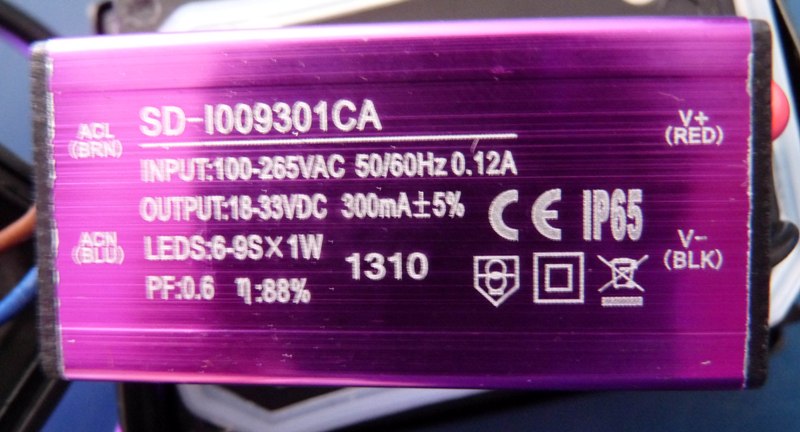 SD-I009301CA
ACL
(BRN)
V+
(RED)
INPUT:100-265VAC 50/60Hz 0.12A
OUTPUT:18-33VDC 300mA±5%
CE IP65
ACN
(BLU)
LEDS:6-9S×1W
1310
V-
(BLK)
PF:0.6 η:88%